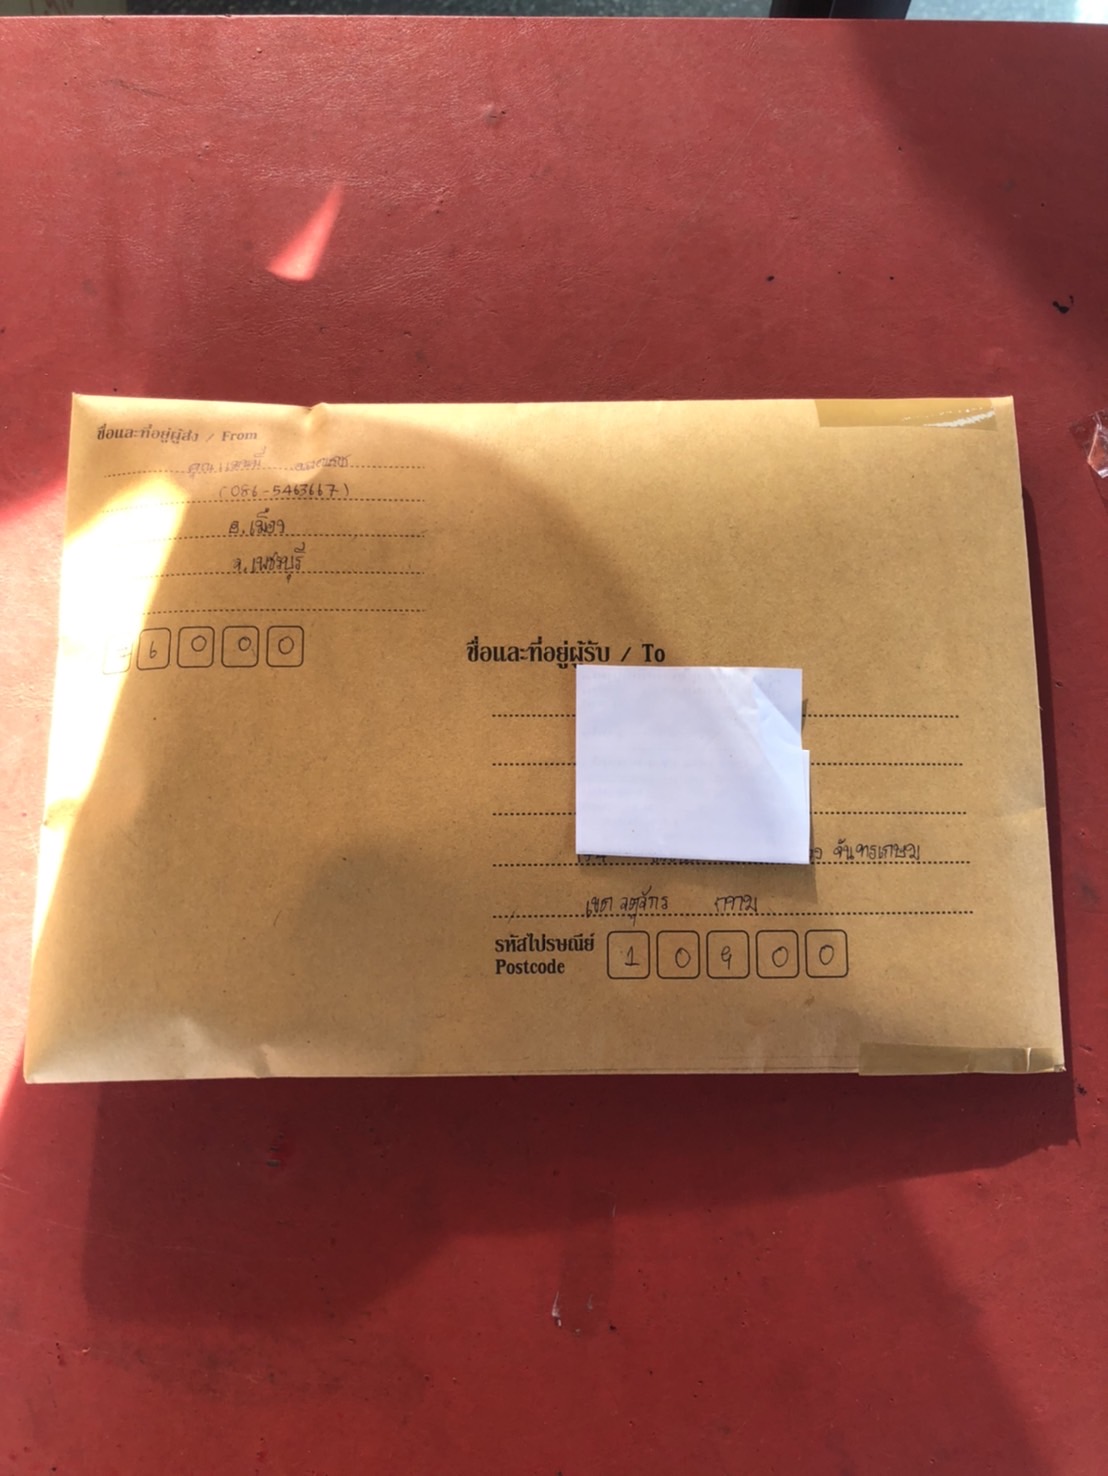 ชื่อและที่อยู่ผู้ส่ง / From
คุณ
(086-5463667)
อ.เมือง
จ.เพชรบุรี
6000
ชื่อและที่อยู่ผู้รับ / To
จันทรเกษม
เขต จตุจักร กทม
รหัสไปรษณีย์ 10900
Postcode